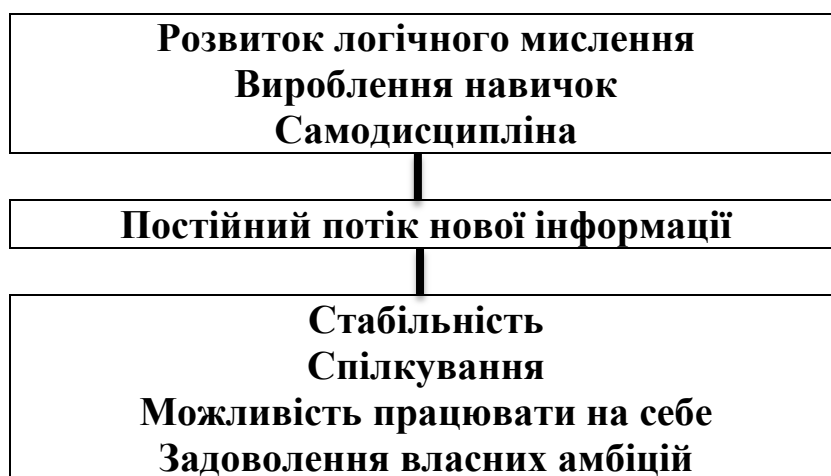 Розвиток логічного мислення
Вироблення навичок
Самодисципліна
Постійний потік нової інформації
Стабільність
Спілкування
Можливість працювати на себе
Задоволення власних амбіцій